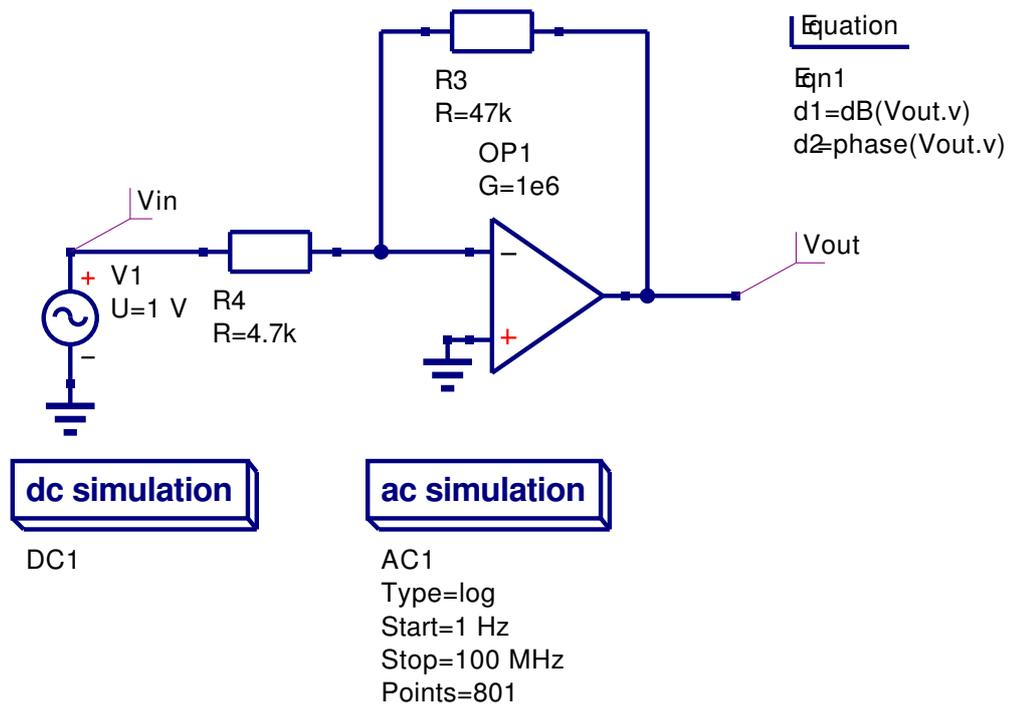 Equation
Eqn1
d1=dB(Vout.v)
d2=phase(Vout.v)
R3
R=47k
OP1
G=1e6
Vin
+
V1
U=1 V
−
R4
R=4.7k
−
+
Vout
dc simulation
DC1
ac simulation
AC1
Type=log
Start=1 Hz
Stop=100 MHz
Points=801